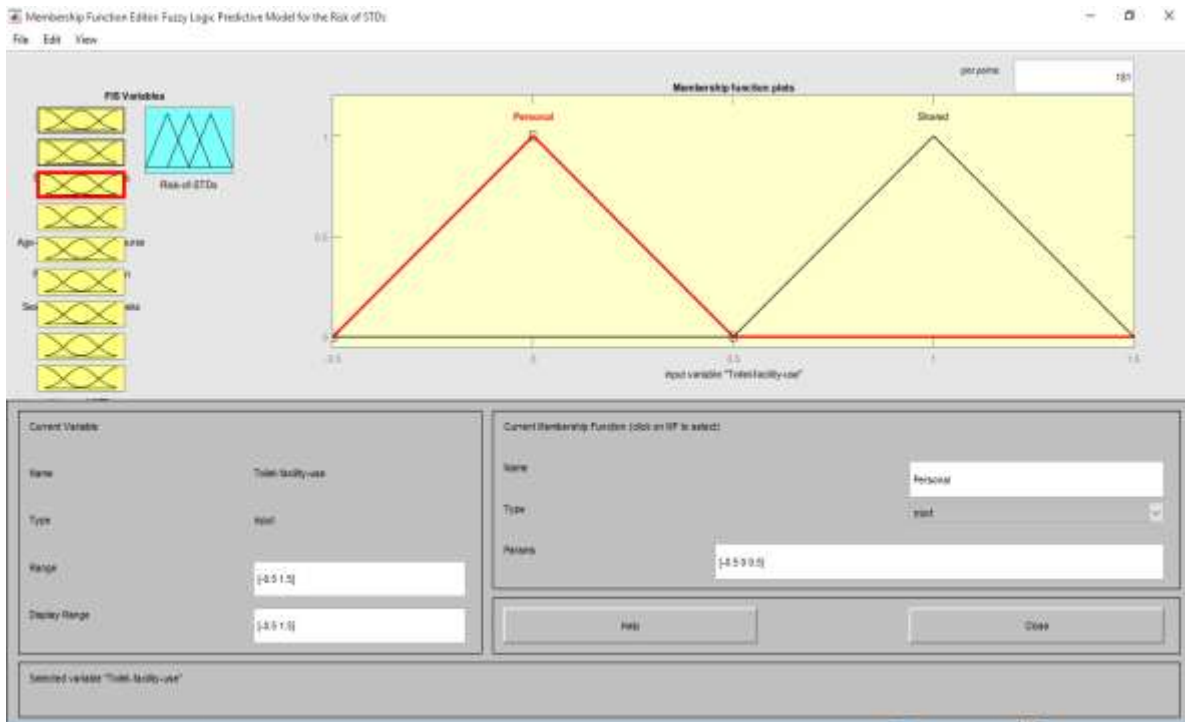 Membership Function Editor: Fuzzy Logic Predictive Model for the Risk of STDs
File Edit View
FIS Variables
Membership function plots
plot points:
181
Risk-of-STDs
Personal
Shared
1
0.5
0
-0.5 0 0.5 1 1.5
input variable "Toilet-facility-use"
Current Variable
Name Toilet-facility-use
Type input
Range [-0.5 1.5]
Display Range [-0.5 1.5]
Current Membership Function (click on MF to select)
Name Personal
Type
Params [-0.5 0 0.5]
Help Close
Selected variable "Toilet-facility-use"